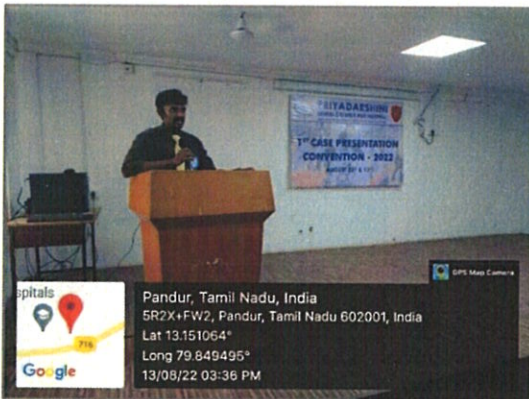 PRIYADARSHINI
1ST CASE PRESENTATION
CONVENTION - 2022
GPS Map Camera
spitals
716
Google
Pandur, Tamil Nadu, India
5R2X+FW2, Pandur, Tamil Nadu 602001, India
Lat 13.151064°
Long 79.849495°
13/08/22 03:36 PM